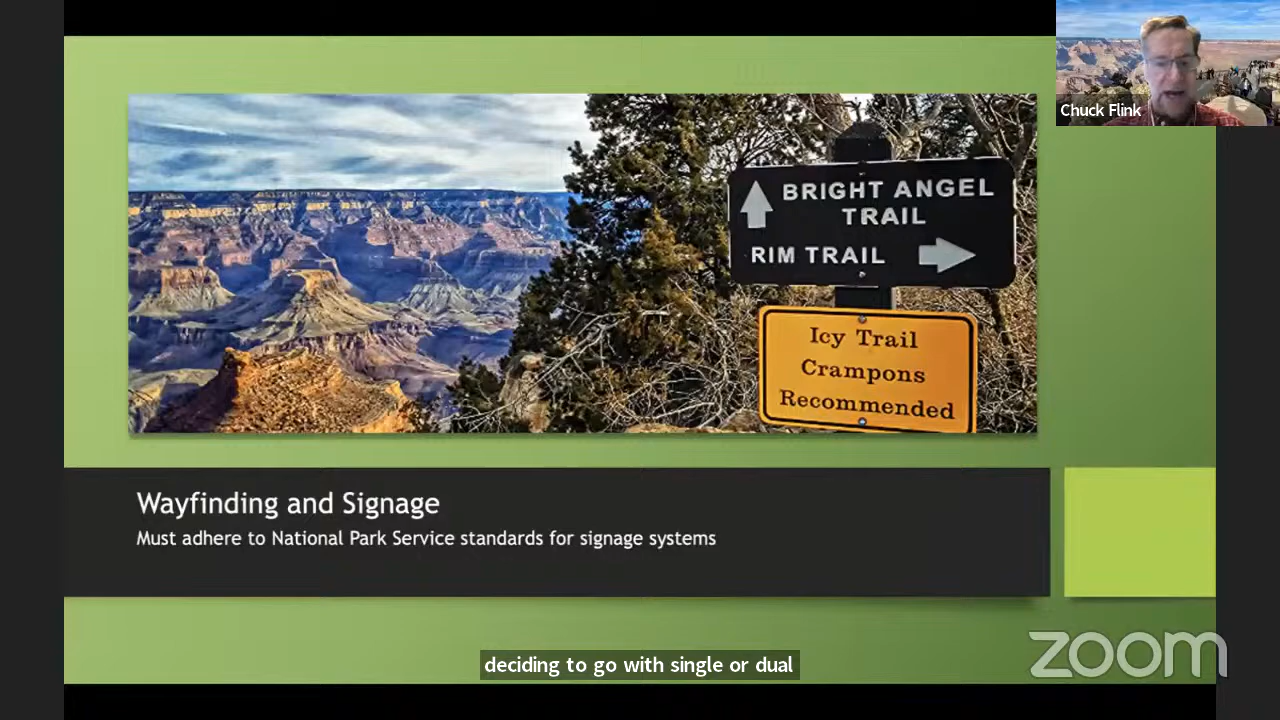 Chuck Flink
BRIGHT ANGEL
TRAIL
RIM TRAIL
Icy Trail
Crampons
Recommended
Wayfinding and Signage
Must adhere to National Park Service standards for signage systems
deciding to go with single or dual
zoom